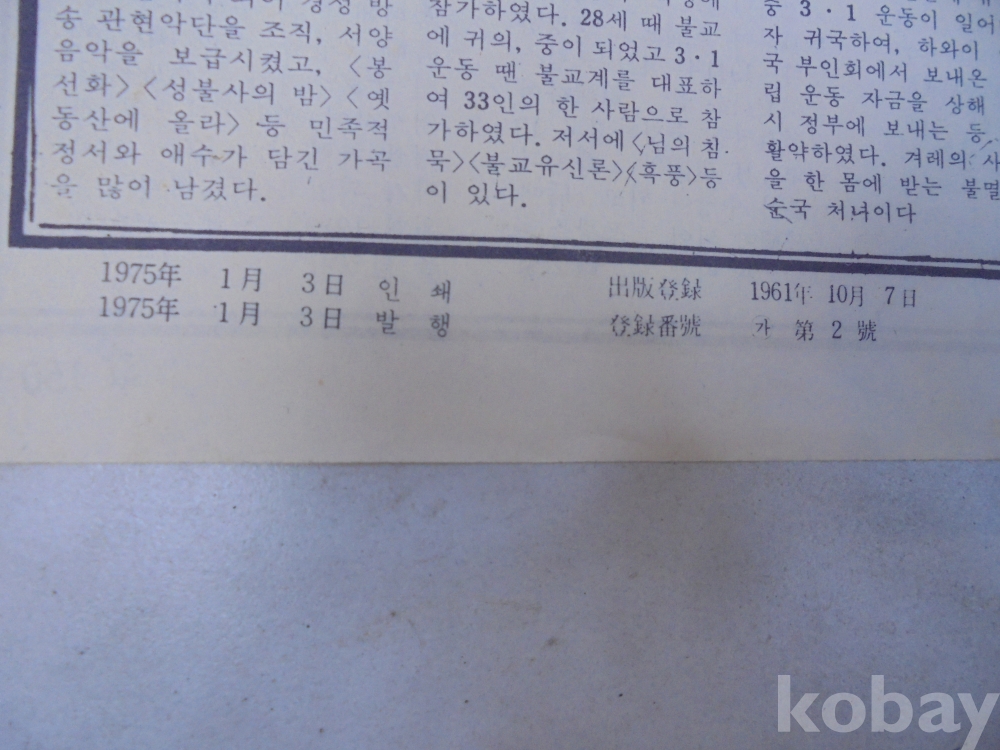 경성 방
송 관현악단을 조직, 서양
음악을 보급시켰고, 〈봉
선화〉〈성불사의 밤〉〈옛
동산에 올라〉 등 민족적
정서와 애수가 담긴 가곡
을 많이 남겼다.
참가하였다. 28세 때 불교
에 귀의, 중이 되었고 3·1
운동 땐 불교계를 대표하
여 33인의 한 사람으로 참
가하였다. 저서에〈님의 침
묵〉〈불교유신론〉〈흑풍〉등
이 있다.
중 3·1 운동이 일어
자 귀국하여, 하와이
국 부인회에서 보내온
립 운동 자금을 상해
시 정부에 보내는 등,
활약하였다. 겨레의 사
을 한 몸에 받는 불멸
순국 처녀이다
1975年 1月 3日 인 쇄
1975年 1月 3日 발 행
出版登録 1961年 10月 7日
登録番號 가 第 2 號
kobay